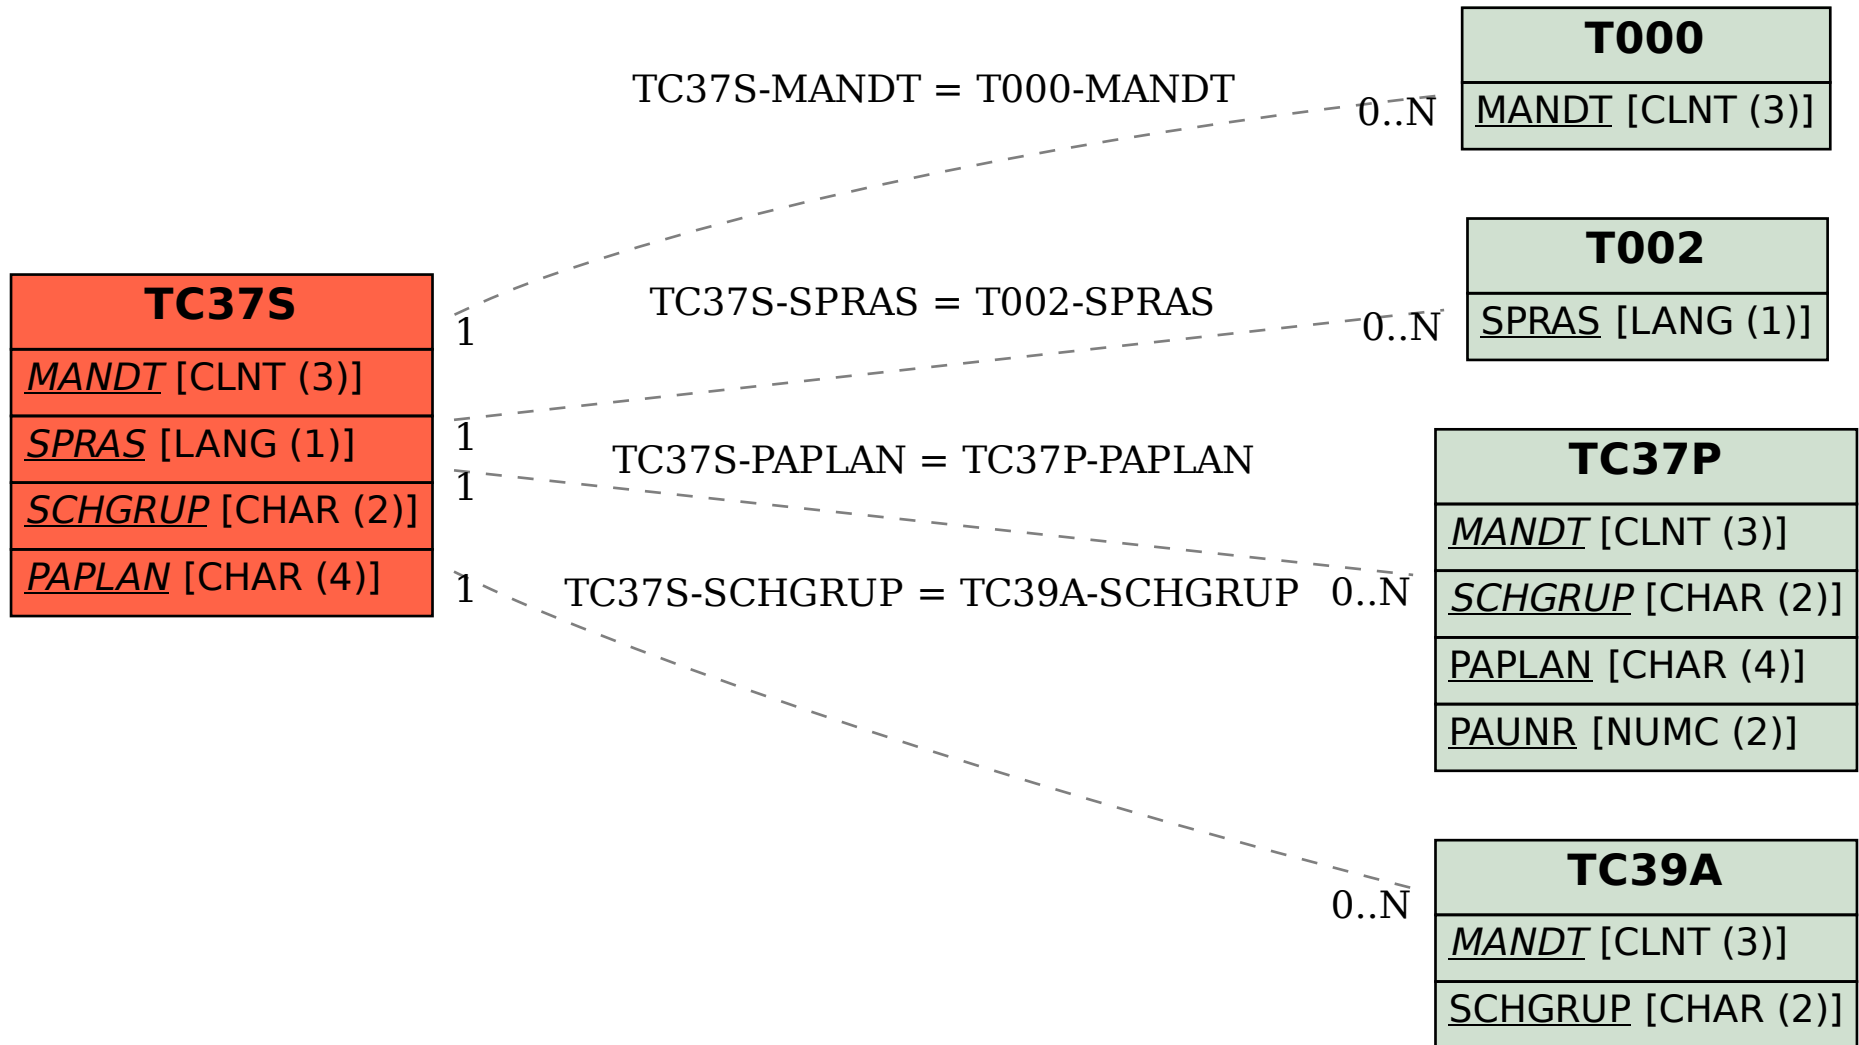 TC37S
MANDT [CLNT (3)]
SPRAS [LANG (1)]
SCHGRUP [CHAR (2)]
PAPLAN [CHAR (4)]
TC37S-MANDT = T000-MANDT
1
0..N
TC37S-SPRAS = T002-SPRAS
1
0..N
TC37S-PAPLAN = TC37P-PAPLAN
1
0..N
TC37S-SCHGRUP = TC39A-SCHGRUP
1
0..N
T000
MANDT [CLNT (3)]
T002
SPRAS [LANG (1)]
TC37P
MANDT [CLNT (3)]
SCHGRUP [CHAR (2)]
PAPLAN [CHAR (4)]
PAUNR [NUMC (2)]
TC39A
MANDT [CLNT (3)]
SCHGRUP [CHAR (2)]